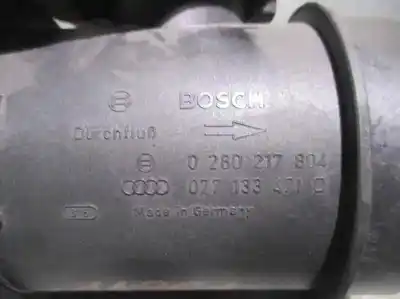 BOSCH
Durchfluß
0 280 217 804
077 133 471 D
Made in Germany